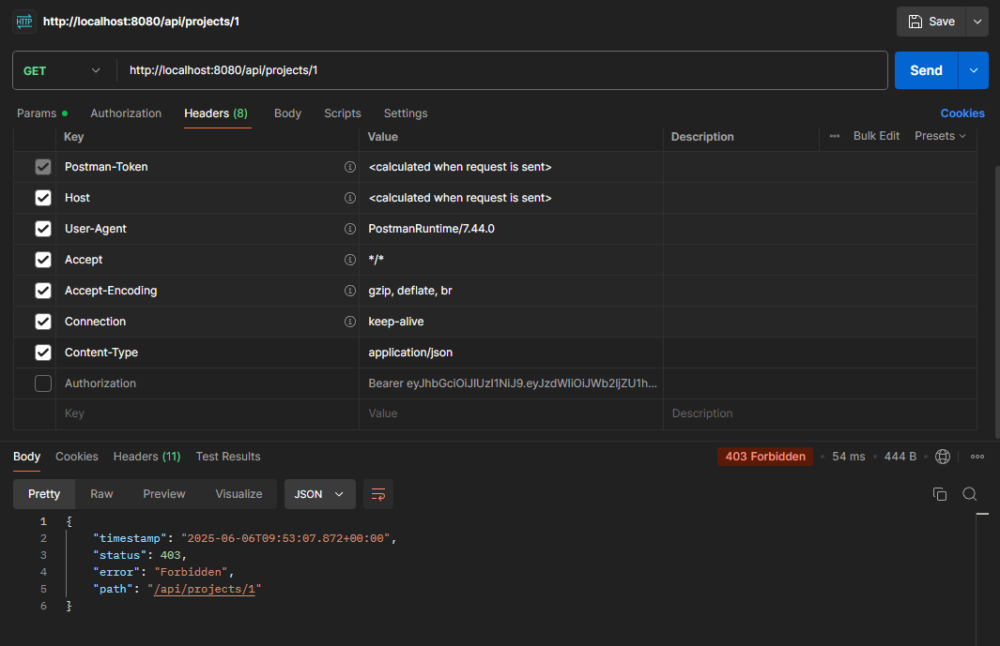 HTTP http://localhost:8080/api/projects/1 Save
GET http://localhost:8080/api/projects/1 Send
Params Authorization Headers (8) Body Scripts Settings Cookies
Key Value Description Bulk Edit Presets
Postman-Token <calculated when request is sent>
Host <calculated when request is sent>
User-Agent PostmanRuntime/7.44.0
Accept */*
Accept-Encoding gzip, deflate, br
Connection keep-alive
Content-Type application/json
Authorization Bearer eyJhbGciOiJIUzI1NiJ9.eyJzdWIiOiJWb2ljZU1h...
Key Value Description
Body Cookies Headers (11) Test Results 403 Forbidden 54 ms 444 B
Pretty Raw Preview Visualize JSON
1 {
2 "timestamp": "2025-06-06T09:53:07.872+00:00",
3 "status": 403,
4 "error": "Forbidden",
5 "path": "/api/projects/1"
6 }